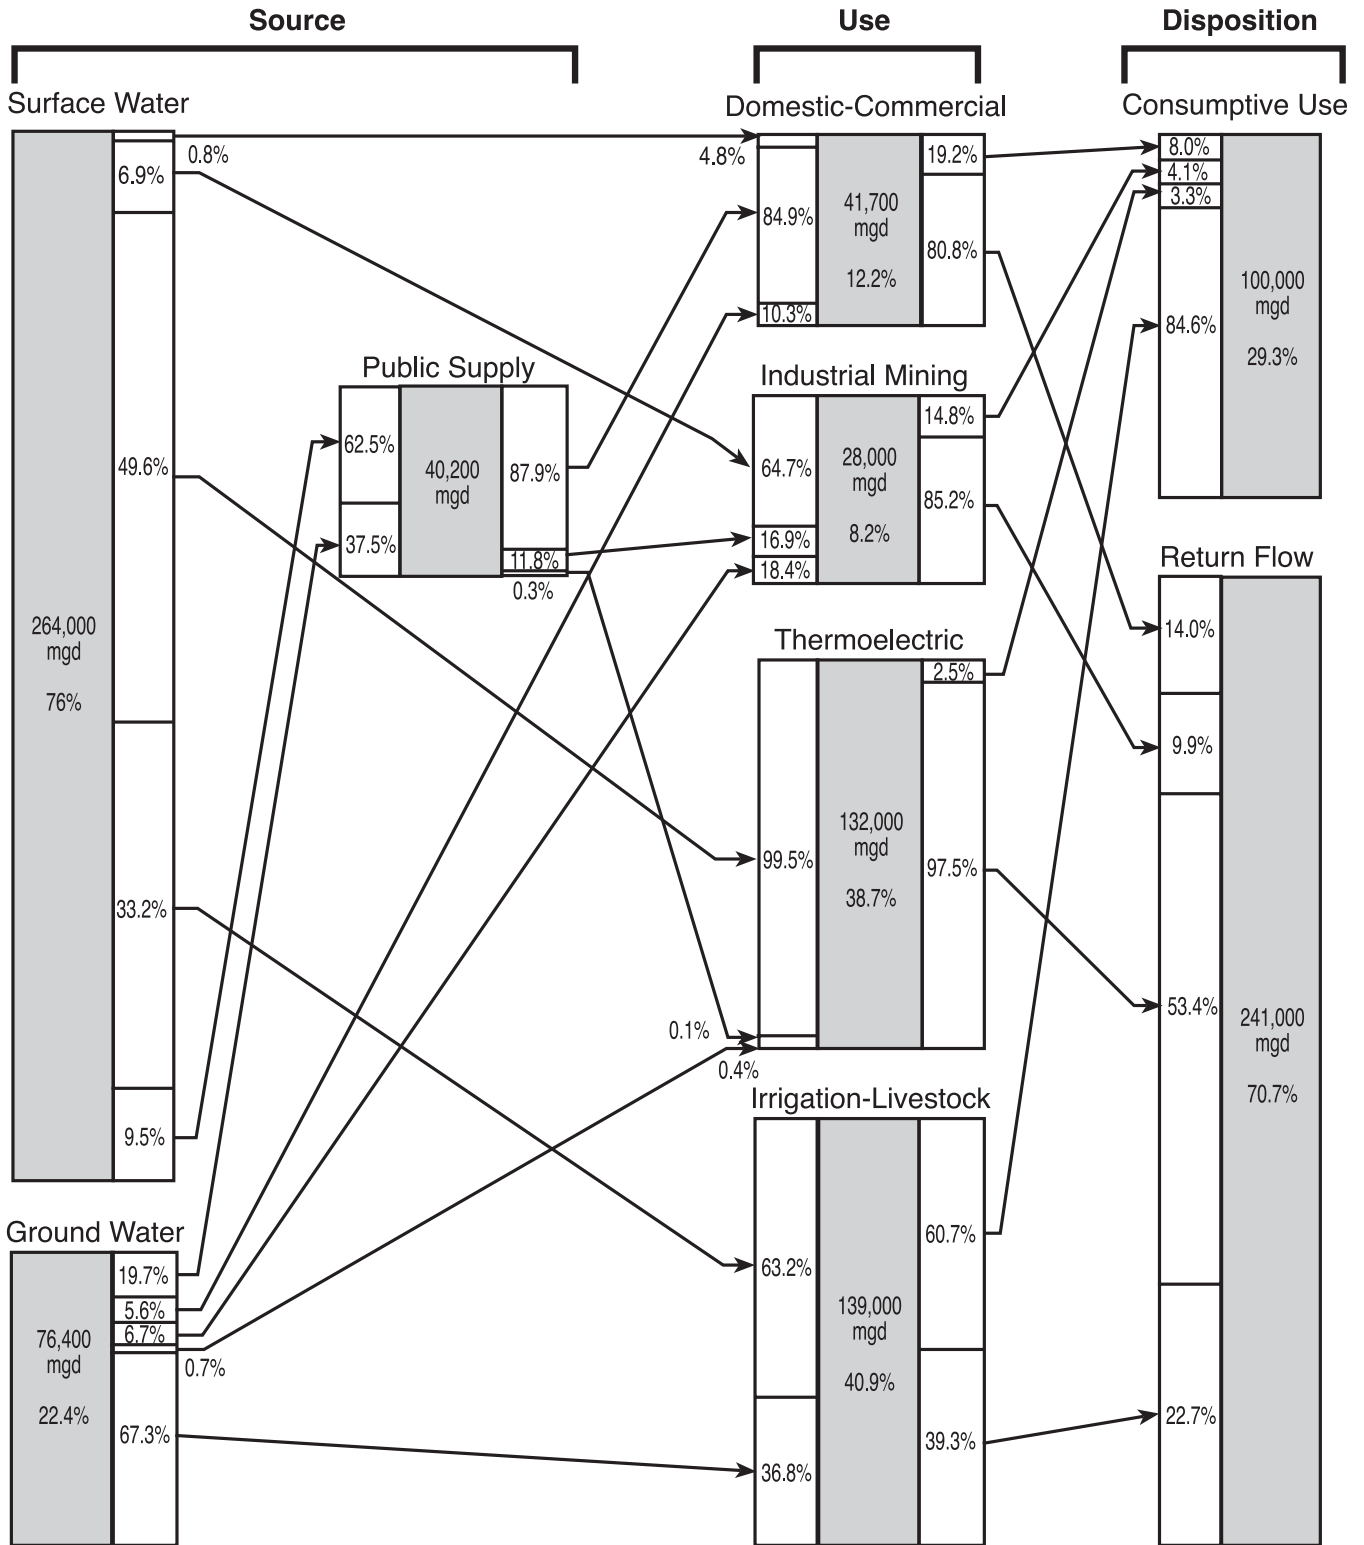 Source
Use
Disposition
Surface Water
0.8%
6.9%
49.6%
264,000
mgd
76%
33.2%
9.5%
Ground Water
19.7%
5.6%
6.7%
0.7%
76,400
mgd
22.4%
67.3%
Public Supply
62.5%
37.5%
40,200
mgd
87.9%
11.8%
0.3%
Domestic-Commercial
4.8%
84.9%
10.3%
41,700
mgd
12.2%
19.2%
80.8%
Industrial Mining
64.7%
16.9%
18.4%
28,000
mgd
8.2%
14.8%
85.2%
Thermoelectric
99.5%
0.1%
0.4%
132,000
mgd
38.7%
2.5%
97.5%
Irrigation-Livestock
63.2%
36.8%
139,000
mgd
40.9%
60.7%
39.3%
Consumptive Use
8.0%
4.1%
3.3%
84.6%
100,000
mgd
29.3%
Return Flow
14.0%
9.9%
53.4%
22.7%
241,000
mgd
70.7%